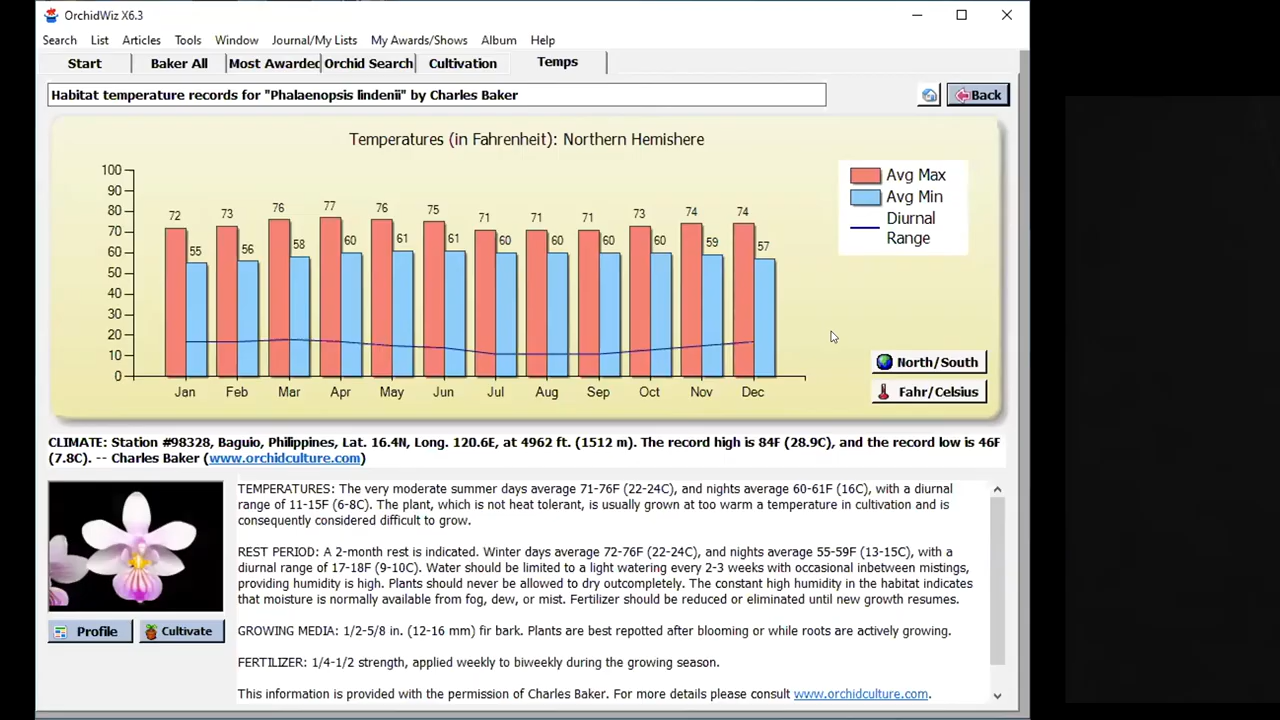 OrchidWiz X6.3
Search List Articles Tools Window Journal/My Lists My Awards/Shows Album Help
Start Baker All Most Awarded Orchid Search Cultivation Temps
Habitat temperature records for "Phalaenopsis lindenii" by Charles Baker
Back
Temperatures (in Fahrenheit): Northern Hemishere
100
90
80
70
60
50
40
30
20
10
0
72 55 73 56 76 58 77 60 76 61 75 61 71 60 71 60 71 60 73 60 74 59 74 57
Jan Feb Mar Apr May Jun Jul Aug Sep Oct Nov Dec
Avg Max
Avg Min
Diurnal
Range
North/South
Fahr/Celsius
CLIMATE: Station #98328, Baguio, Philippines, Lat. 16.4N, Long. 120.6E, at 4962 ft. (1512 m). The record high is 84F (28.9C), and the record low is 46F
(7.8C). -- Charles Baker (www.orchidculture.com)
TEMPERATURES: The very moderate summer days average 71-76F (22-24C), and nights average 60-61F (16C), with a diurnal
range of 11-15F (6-8C). The plant, which is not heat tolerant, is usually grown at too warm a temperature in cultivation and is
consequently considered difficult to grow.
REST PERIOD: A 2-month rest is indicated. Winter days average 72-76F (22-24C), and nights average 55-59F (13-15C), with a
diurnal range of 17-18F (9-10C). Water should be limited to a light watering every 2-3 weeks with occasional inbetween mistings,
providing humidity is high. Plants should never be allowed to dry outcompletely. The constant high humidity in the habitat indicates
that moisture is normally available from fog, dew, or mist. Fertilizer should be reduced or eliminated until new growth resumes.
GROWING MEDIA: 1/2-5/8 in. (12-16 mm) fir bark. Plants are best repotted after blooming or while roots are actively growing.
FERTILIZER: 1/4-1/2 strength, applied weekly to biweekly during the growing season.
This information is provided with the permission of Charles Baker. For more details please consult www.orchidculture.com.
Profile Cultivate